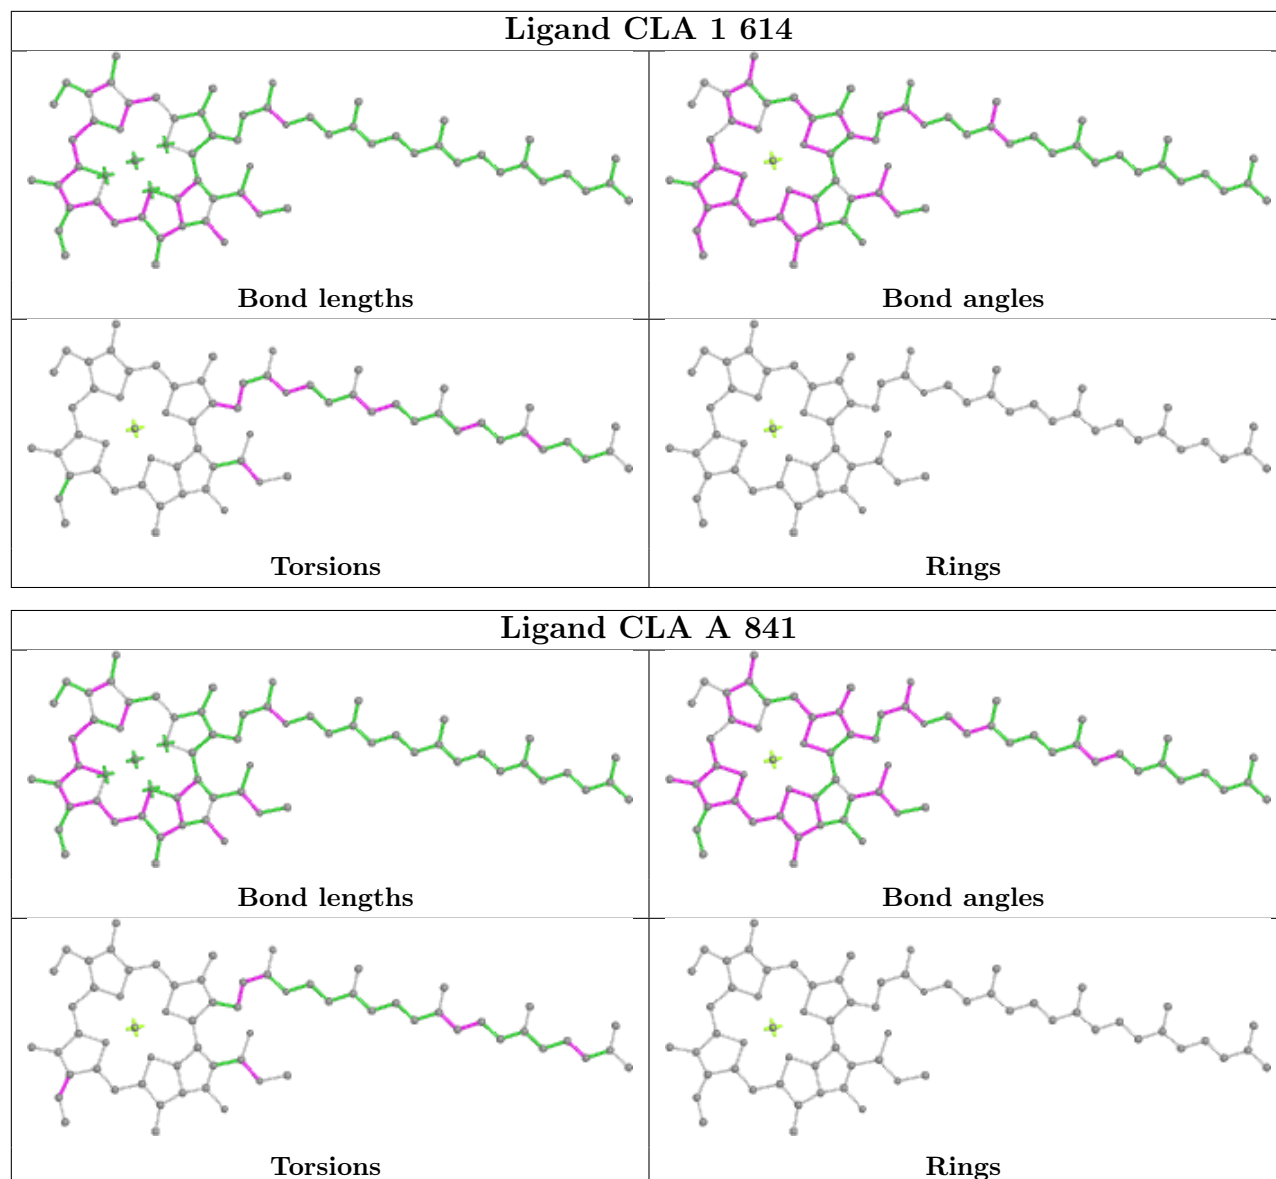 Ligand CLA 1 614
Bond lengths
Bond angles
Torsions
Rings
Ligand CLA A 841
Bond lengths
Bond angles
Torsions
Rings